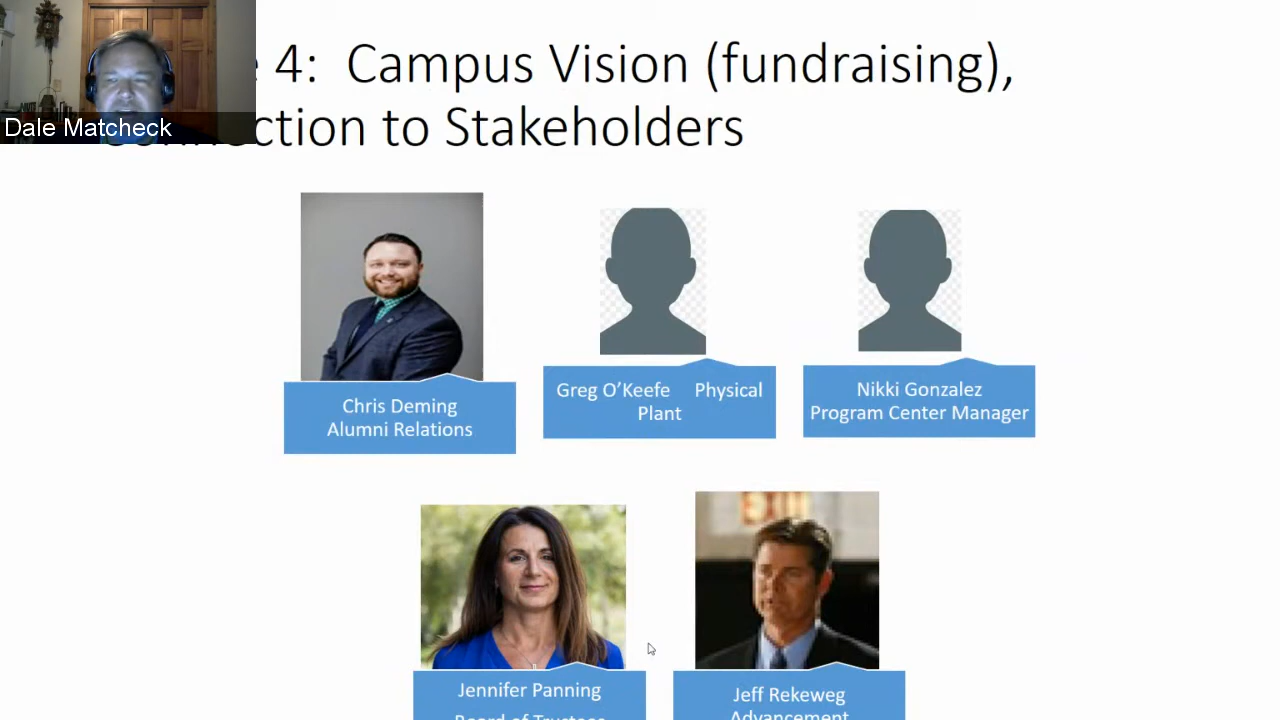 4: Campus Vision (fundraising),
Dale Matcheck
to Stakeholders
Chris Deming
Alumni Relations
Greg O'Keefe Physical
Plant
Nikki Gonzalez
Program Center Manager
Jennifer Panning
Board of Trustees
Jeff Rekeweg
Advancement